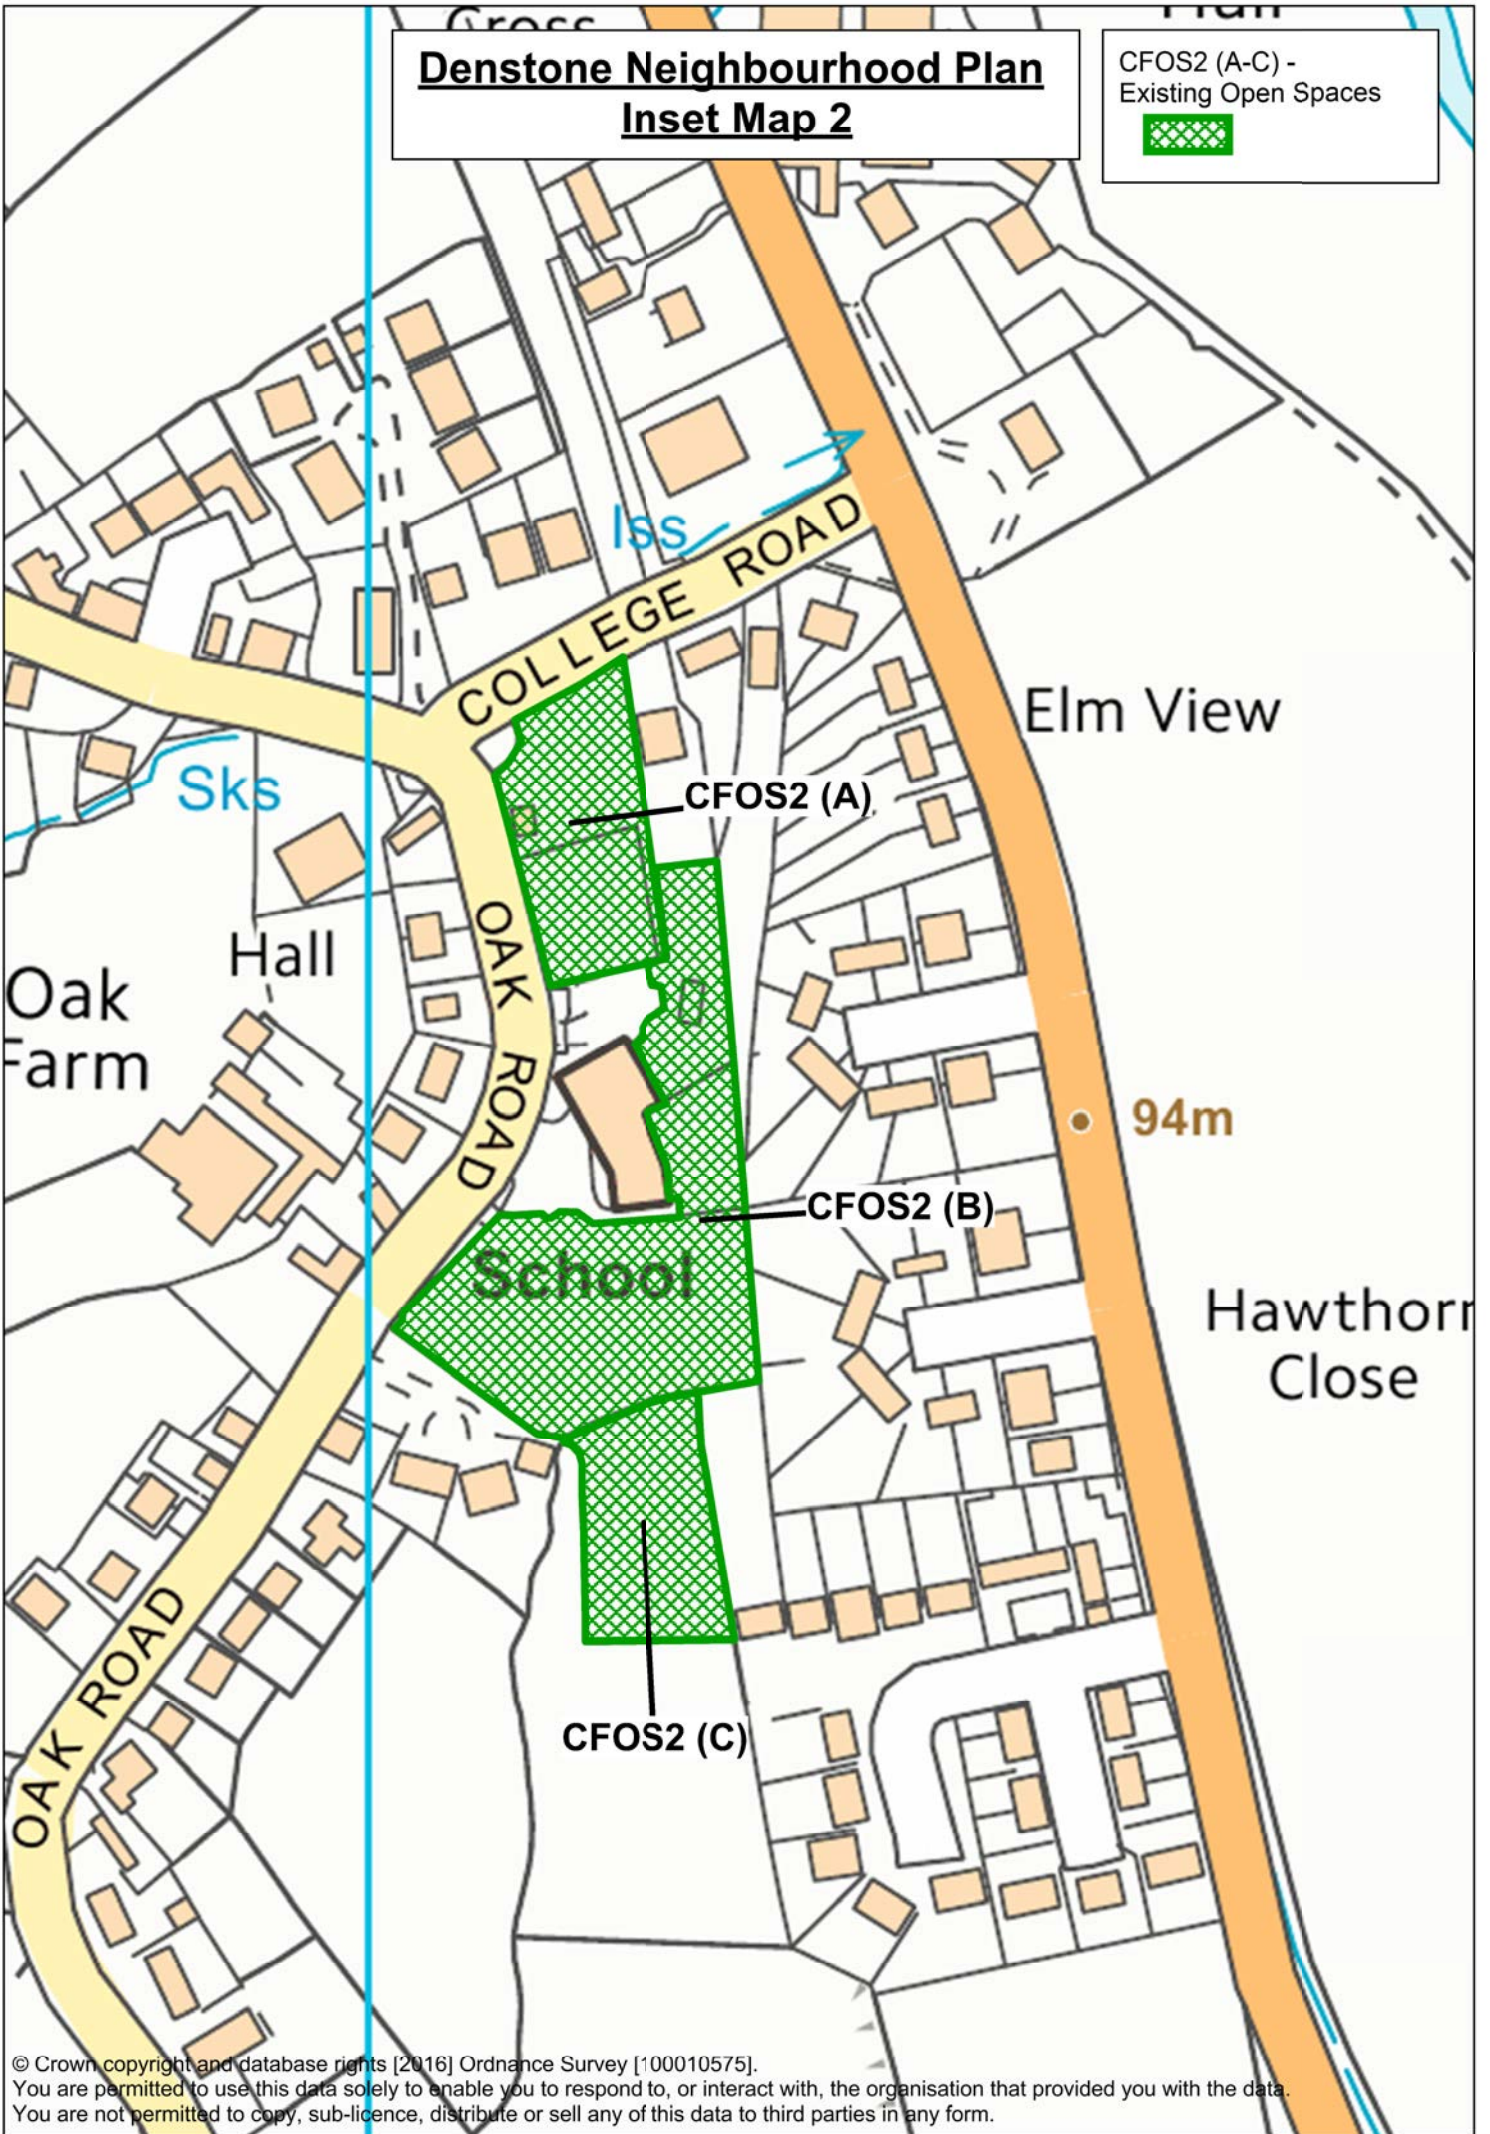 Cross
Denstone Neighbourhood Plan
Inset Map 2
CFOS2 (A-C) -
Existing Open Spaces
Iss
COLLEGE ROAD
Elm View
Sks
CFOS2 (A)
Hall
OAK ROAD
Oak
Farm
94m
CFOS2 (B)
School
Hawthorn
Close
OAK ROAD
CFOS2 (C)
© Crown copyright and database rights [2016] Ordnance Survey [100010575].
You are permitted to use this data solely to enable you to respond to, or interact with, the organisation that provided you with the data.
You are not permitted to copy, sub-licence, distribute or sell any of this data to third parties in any form.